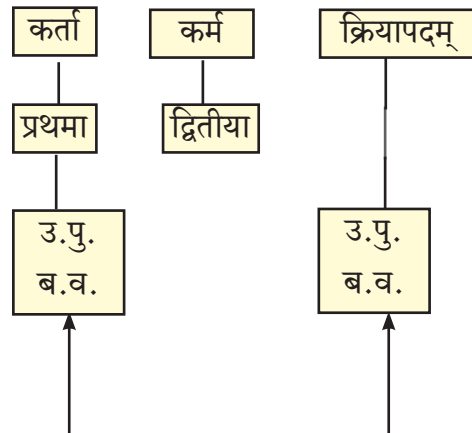 कर्ता कर्म क्रियापदम्
प्रथमा द्वितीया
उ.पु. उ.पु.
ब.व. ब.व.